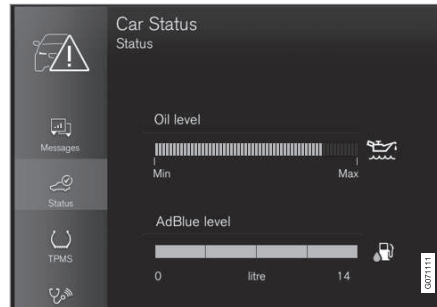 Car Status
Status
Messages
Status
TPMS
Oil level
Min Max
AdBlue level
0 litre 14
G071111